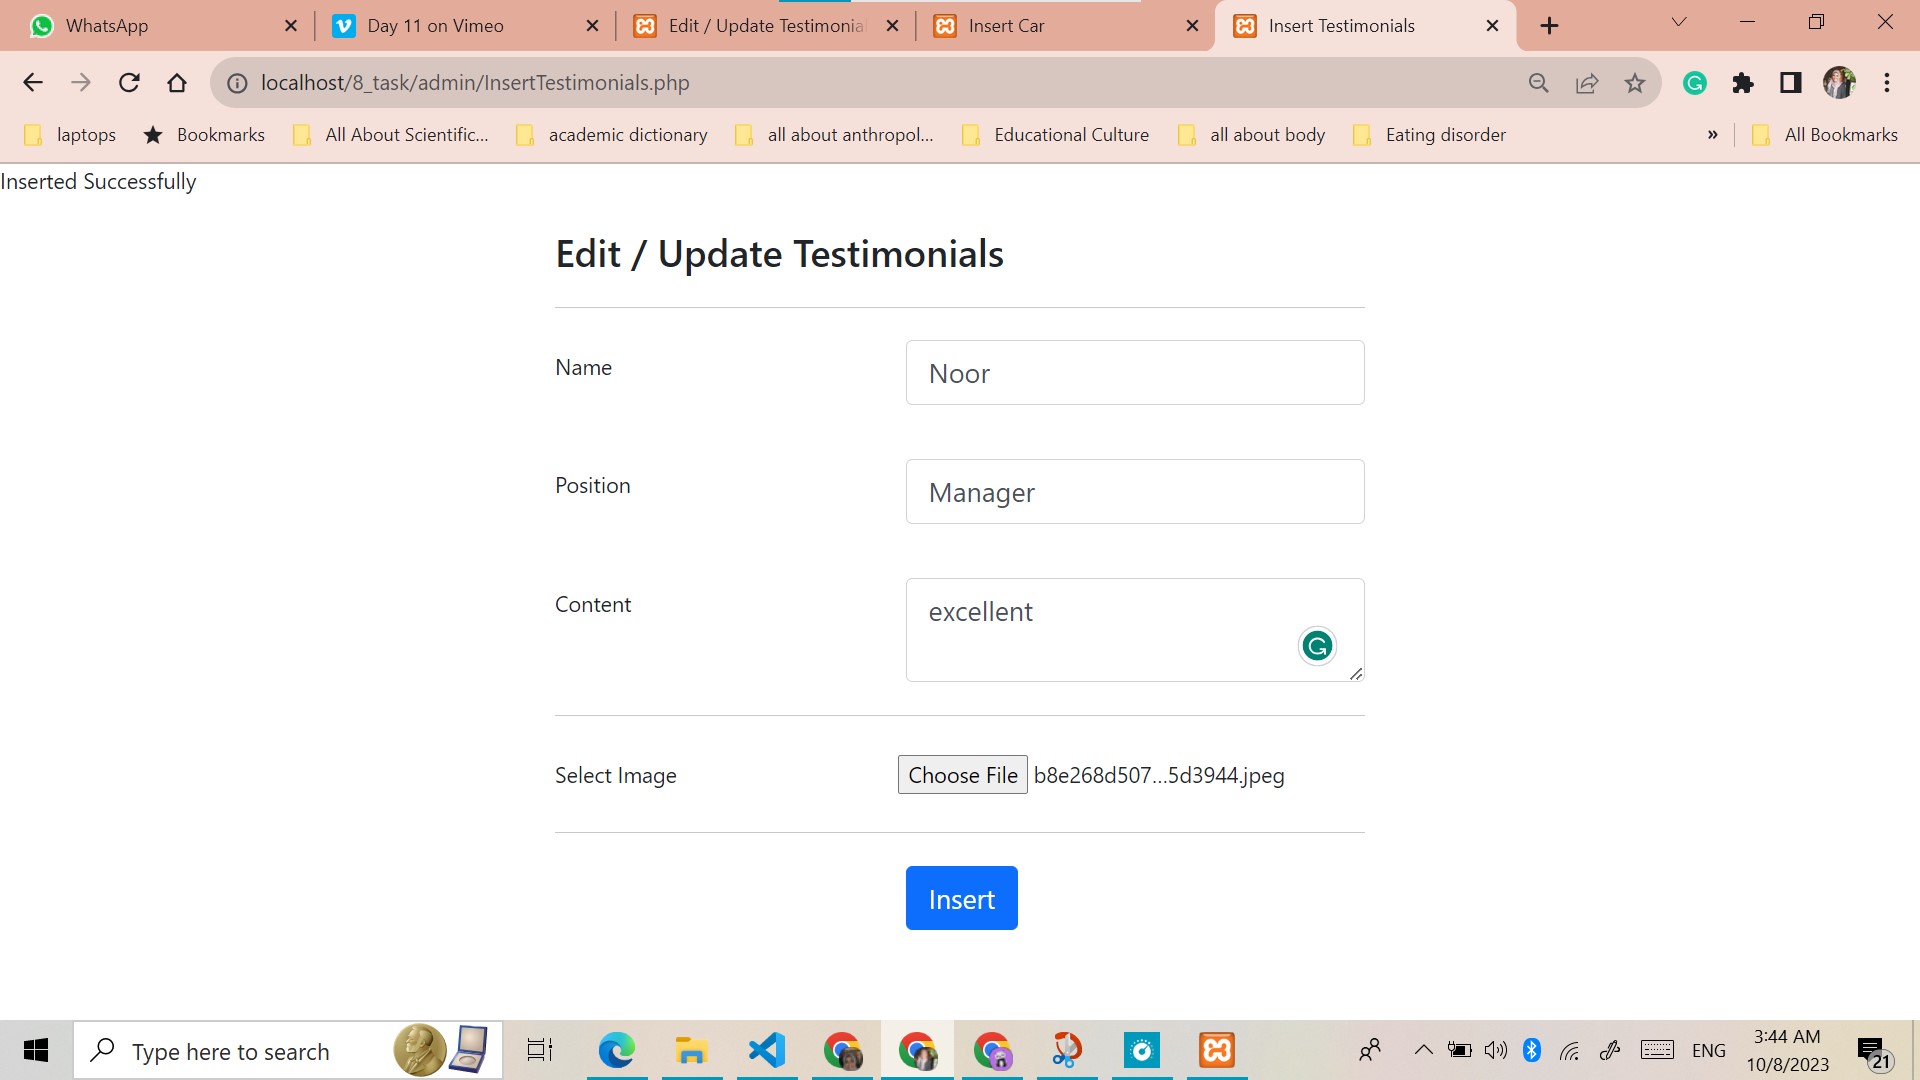 WhatsApp
Day 11 on Vimeo
Edit / Update Testimonia
Insert Car
Insert Testimonials
localhost/8_task/admin/InsertTestimonials.php
laptops
Bookmarks
All About Scientific...
academic dictionary
all about anthropol...
Educational Culture
all about body
Eating disorder
»
All Bookmarks
Inserted Successfully
Edit / Update Testimonials
Name
Noor
Position
Manager
Content
excellent
Select Image
Choose File b8e268d507...5d3944.jpeg
Insert
Type here to search
ENG
3:44 AM
10/8/2023
21